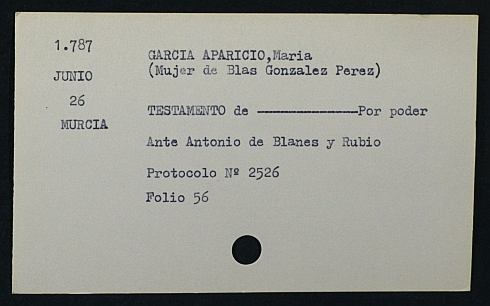 1.787
JUNIO
26
MURCIA
GARCIA APARICIO,Maria
(Mujer de Blas Gonzalez Perez)
TESTAMENTO de ----------------Por poder
Ante Antonio de Blanes y Rubio
Protocolo Nº 2526
Folio 56